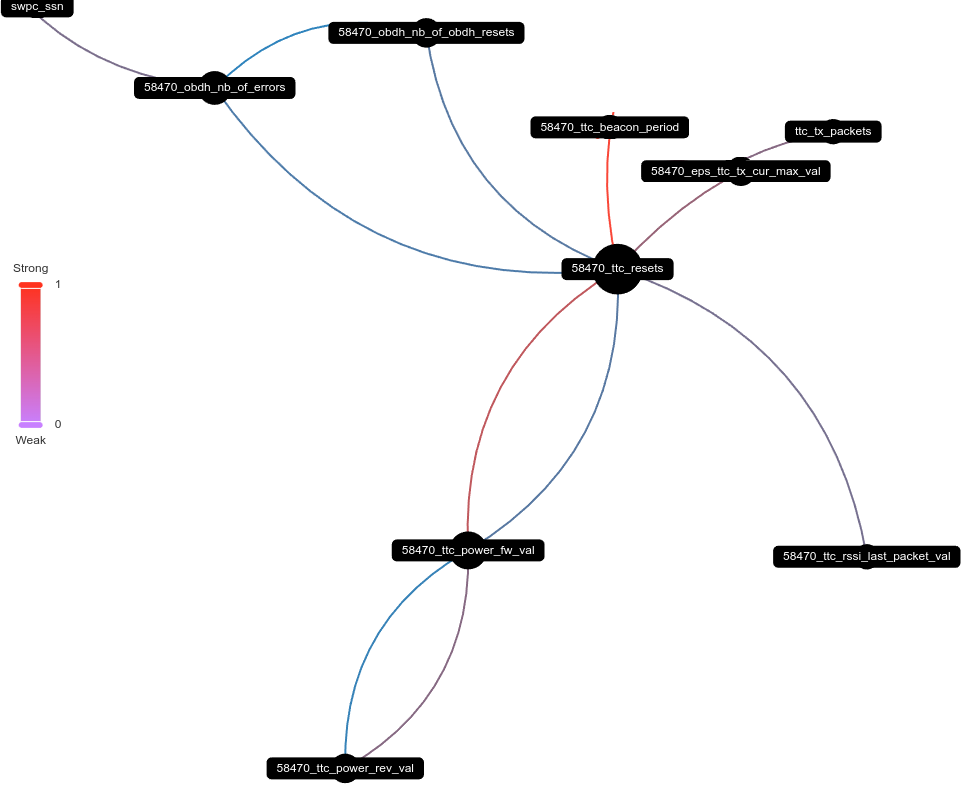 swpc_ssn
58470_obdh_nb_of_obdh_resets
58470_obdh_nb_of_errors
58470_ttc_beacon_period
ttc_tx_packets
58470_eps_ttc_tx_cur_max_val
58470_ttc_resets
Strong
1
0
Weak
58470_ttc_power_fw_val
58470_ttc_rssi_last_packet_val
58470_ttc_power_rev_val